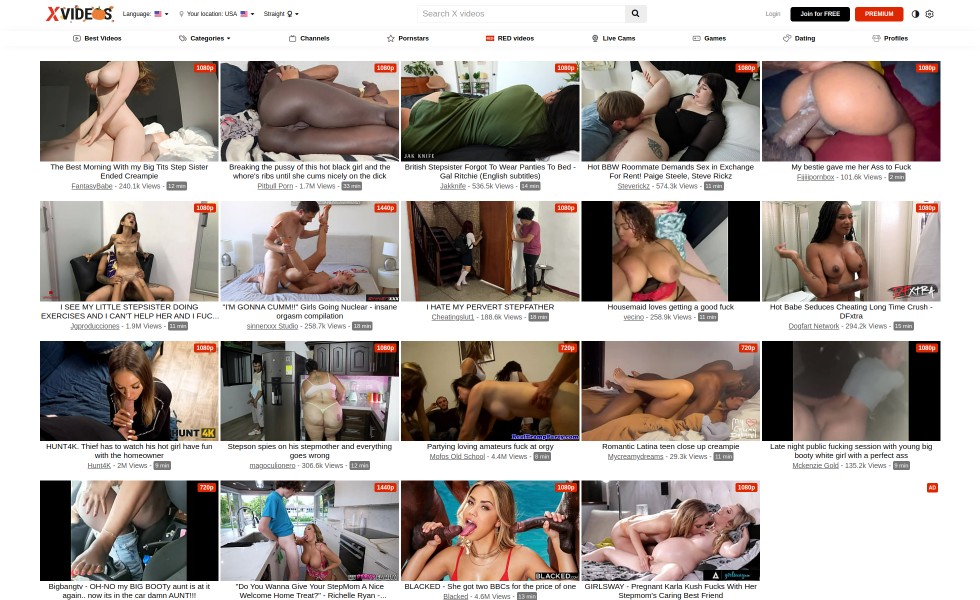 XVIDEOS
Language:
Your location: USA
Straight
Search X videos
Login
Join for FREE
PREMIUM
Best Videos
Categories
Channels
Pornstars
RED videos
Live Cams
Games
Dating
Profiles
1080p
1080p
1080p
1080p
1080p
JAK KNIFE
The Best Morning With my Big Tits Step Sister
Ended Creampie
FantasyBabe - 240.1k Views - 12 min
Breaking the pussy of this hot black girl and the
whore's ribs until she cums nicely on the dick
Pitbull Porn - 1.7M Views - 33 min
British Stepsister Forgot To Wear Panties To Bed -
Gal Ritchie (English subtitles)
Jakknife - 536.5k Views - 14 min
Hot BBW Roommate Demands Sex in Exchange
For Rent! Paige Steele, Steve Rickz
Steverickz - 574.3k Views - 11 min
My bestie gave me her Ass to Fuck
- 101.6k Views - 2 min
1080p
1440p
1080p
1080p
I SEE MY LITTLE STEPSISTER DOING
EXERCISES AND I CAN'T HELP HER AND I FUC...
Jgproducciones - 1.9M Views - 11 min
"I'M GONNA CUMM!!" Girls Going Nuclear - insane
orgasm compilation
sinnerxxx Studio - 258.7k Views - 18 min
I HATE MY PERVERT STEPFATHER
Cheatingslut1 - 188.6k Views - 18 min
Housemaid loves getting a good fuck
vecino - 258.9k Views - 11 min
Hot Babe Seduces Cheating Long Time Crush -
DFxtra
Dogfart Network - 294.2k Views - 15 min
1080p
1080p
720p
720p
1080p
HUNT4K
HUNT4K. Thief has to watch his hot girl have fun
with the homeowner
Hunt4K - 2M Views - 9 min
Stepson spies on his stepmother and everything
goes wrong
magoculionero - 306.6k Views - 12 min
Partying loving amateurs fuck at orgy
Mofos Old School - 4.4M Views - 8 min
Romantic Latina teen close up creampie
Mycreamydreams - 29.3k Views - 11 min
Late night public fucking session with young big
booty white girl with a perfect ass
Mckenzie Gold - 135.2k Views - 9 min
720p
1440p
1080p
1080p
AD
BLACKED
Bigbangtv - OH-NO my BIG BOOTy aunt is at it
again.. now its in the car damn AUNT!!!
"Do You Wanna Give Your StepMom A Nice
Welcome Home Treat?" - Richelle Ryan -...
BLACKED - She got two BBCs for the price of one
Blacked - 4.6M Views - 13 min
GIRLSWAY - Pregnant Karla Kush Fucks With Her
Stepmom's Caring Best Friend